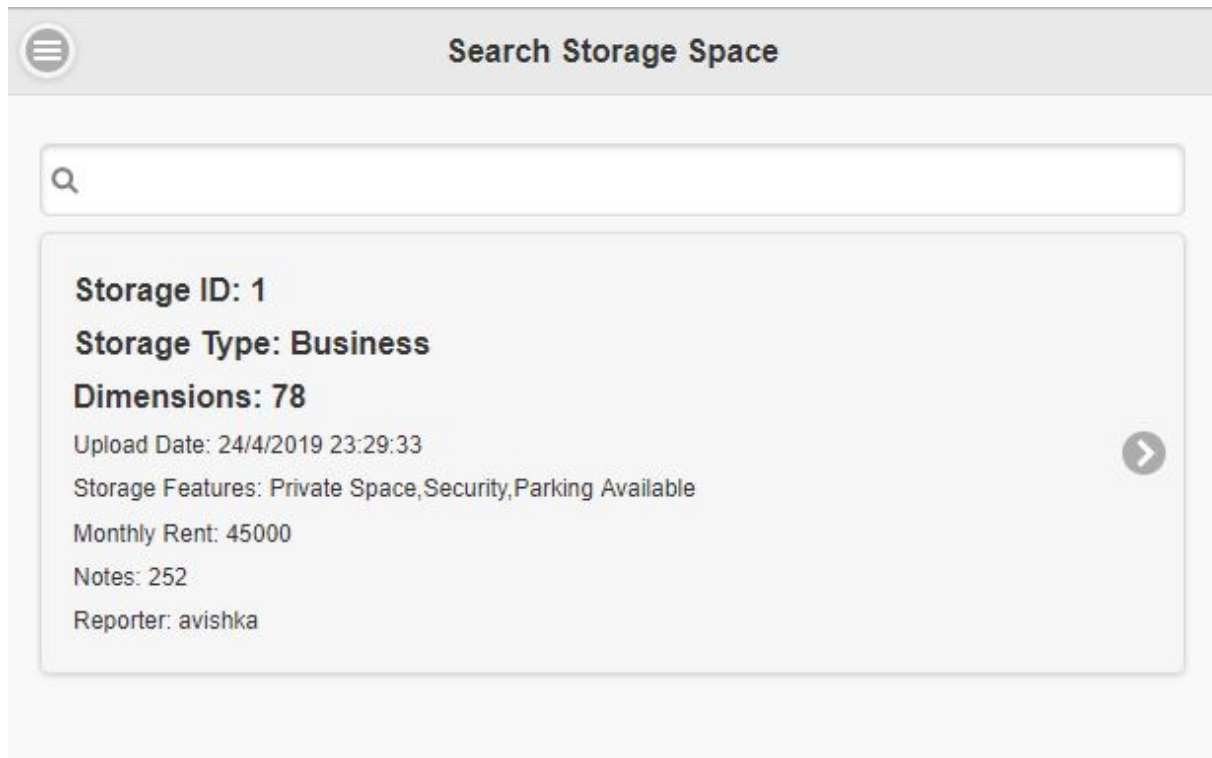 Search Storage Space
Storage ID: 1
Storage Type: Business
Dimensions: 78
Upload Date: 24/4/2019 23:29:33
Storage Features: Private Space,Security,Parking Available
Monthly Rent: 45000
Notes: 252
Reporter: avishka